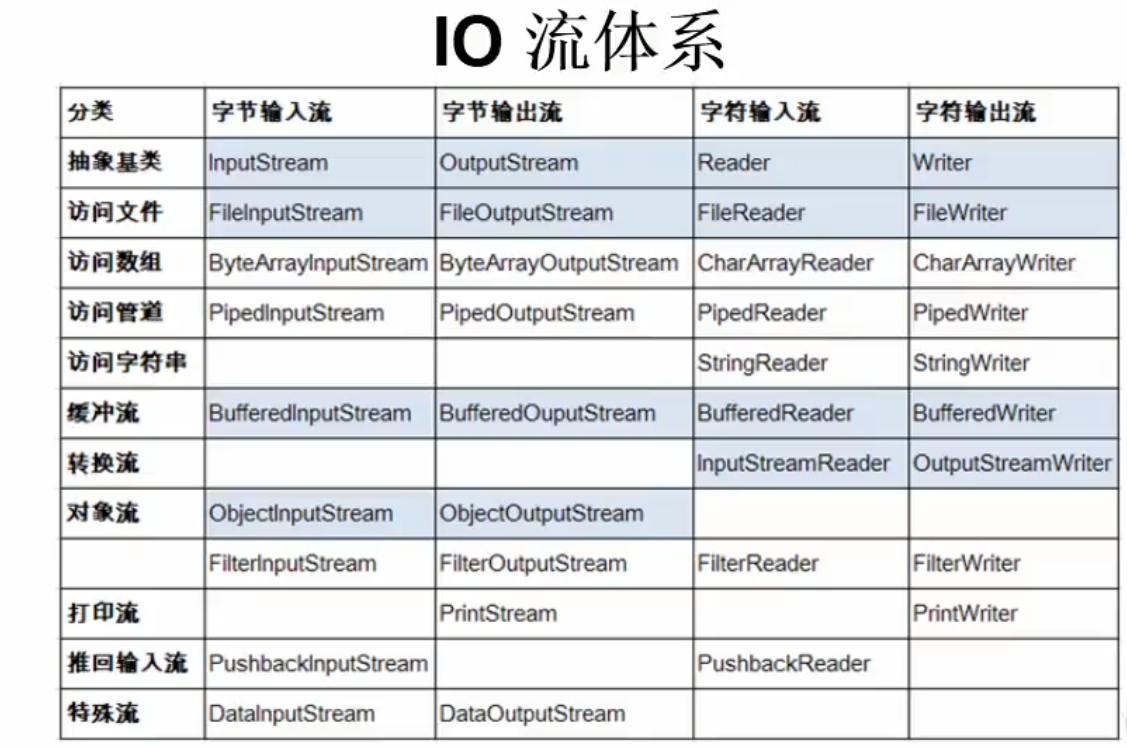 IO 流体系
分类 字节输入流 字节输出流 字符输入流 字符输出流
抽象基类 InputStream OutputStream Reader Writer
访问文件 FileInputStream FileOutputStream FileReader FileWriter
访问数组 ByteArrayInputStream ByteArrayOutputStream CharArrayReader CharArrayWriter
访问管道 PipedInputStream PipedOutputStream PipedReader PipedWriter
访问字符串 StringReader StringWriter
缓冲流 BufferedInputStream BufferedOuputStream BufferedReader BufferedWriter
转换流 InputStreamReader OutputStreamWriter
对象流 ObjectInputStream ObjectOutputStream
FilterInputStream FilterOutputStream FilterReader FilterWriter
打印流 PrintStream PrintWriter
推回输入流 PushbackInputStream PushbackReader
特殊流 DataInputStream DataOutputStream